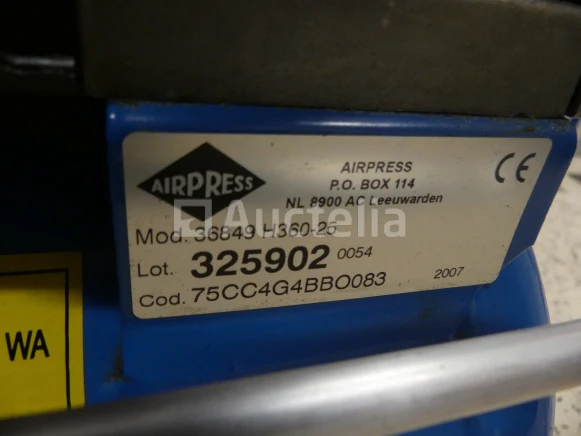 AIRPRESS
AIRPRESS
P.O. BOX 114
NL 8900 AC Leeuwarden
Auctelia
Mod. 36849 H360-25
Lot. 325902 0054
Cod. 75CC4G4BBO083 2007
CE
WA